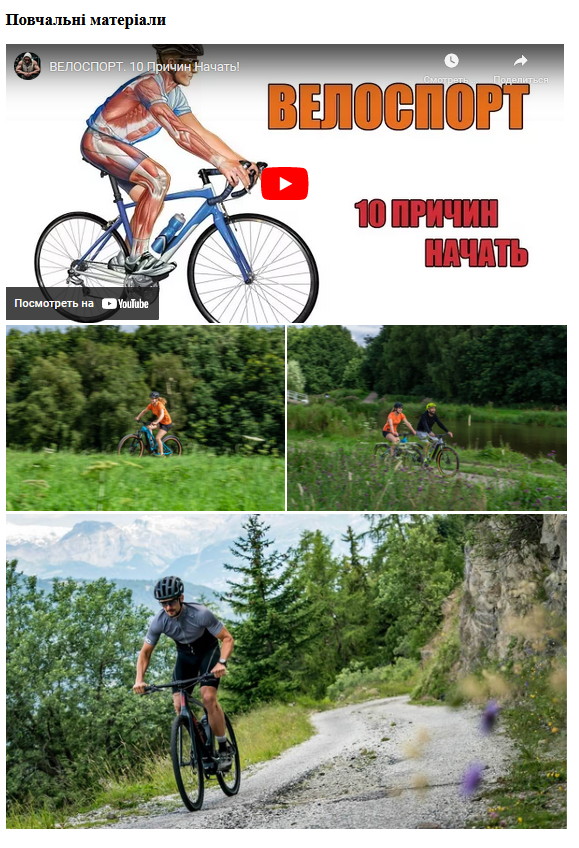 Повчальні матеріали
ВЕЛОСПОРТ. 10 Причин Начать!
Смотреть
Поделиться
ВЕЛОСПОРТ
10 ПРИЧИН
НАЧАТЬ
Посмотреть на YouTube